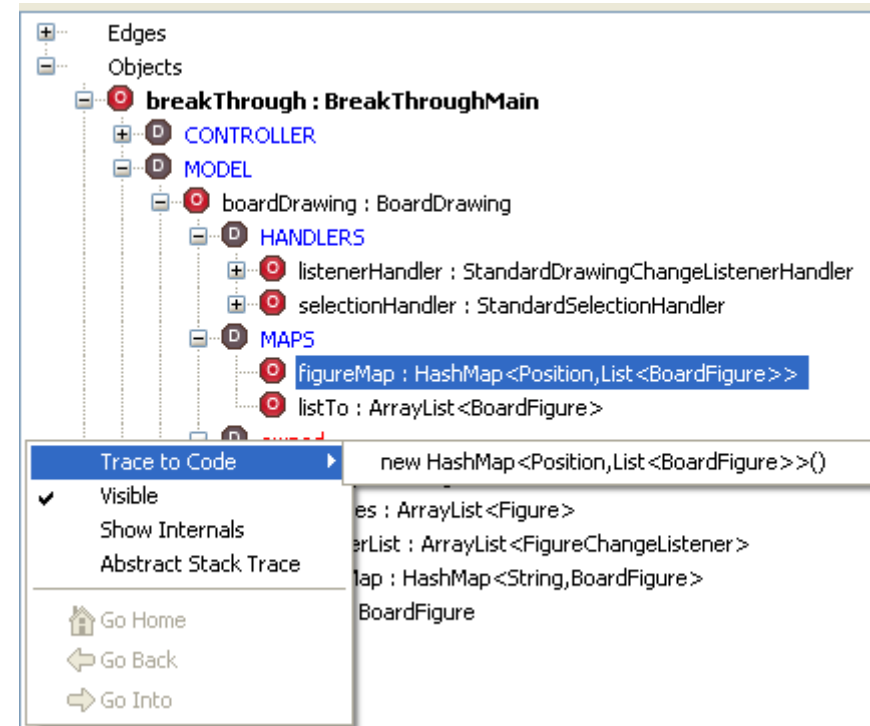 Edges
Objects
O breakThrough : BreakThroughMain
D CONTROLLER
D MODEL
O boardDrawing : BoardDrawing
D HANDLERS
O listenerHandler : StandardDrawingChangeListenerHandler
O selectionHandler : StandardSelectionHandler
D MAPS
O figureMap : HashMap<Position,List<BoardFigure>>
O listTo : ArrayList<BoardFigure>
Trace to Code new HashMap<Position,List<BoardFigure>>()
Visible es : ArrayList<Figure>
Show Internals erList : ArrayList<FigureChangeListener>
Abstract Stack Trace Map : HashMap<String,BoardFigure>
Go Home BoardFigure
Go Back
Go Into